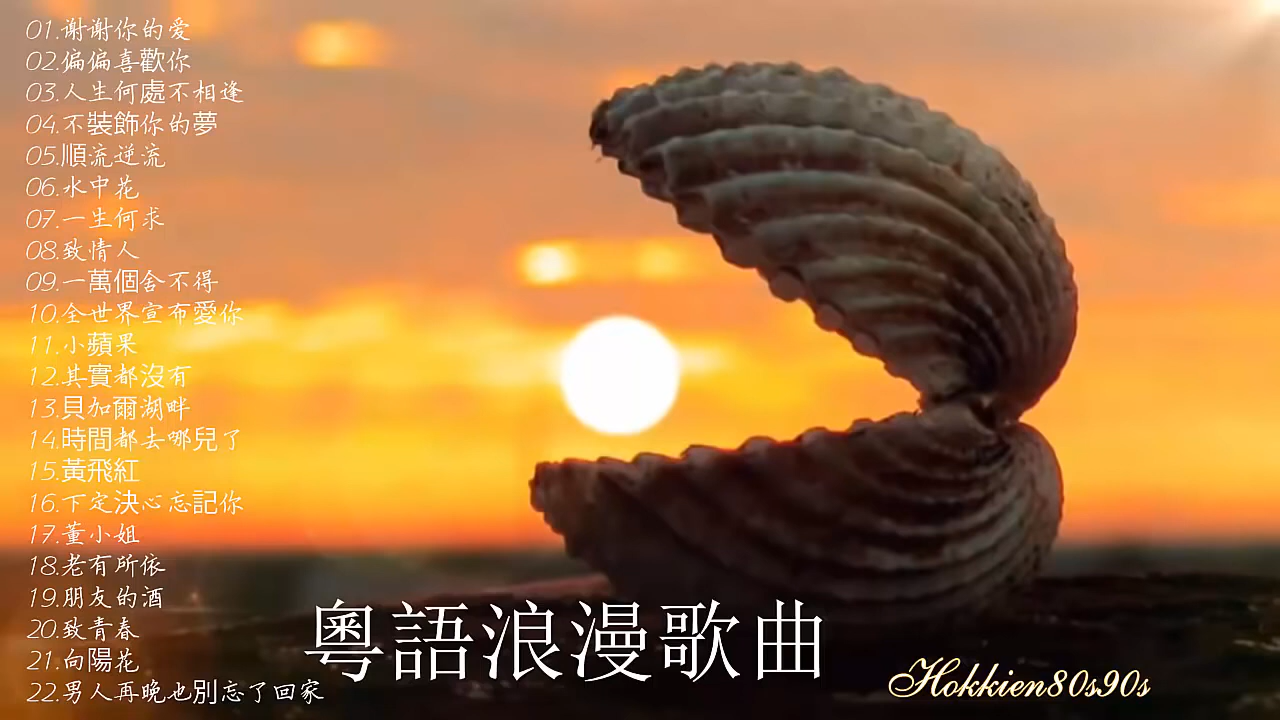 01.谢谢你的爱
02.偏偏喜歡你
03.人生何處不相逢
04.不裝飾你的夢
05.順流逆流
06.水中花
07.一生何求
08.致情人
09.一萬個舍不得
10.全世界宣布愛你
11.小蘋果
12.其實都沒有
13.貝加爾湖畔
14.時間都去哪兒了
15.黃飛紅
16.下定決心忘記你
17.董小姐
18.老有所依
19.朋友的酒
20.致青春
21.向陽花
22.男人再晚也別忘了回家
粵語浪漫歌曲
Hokkien80s90s